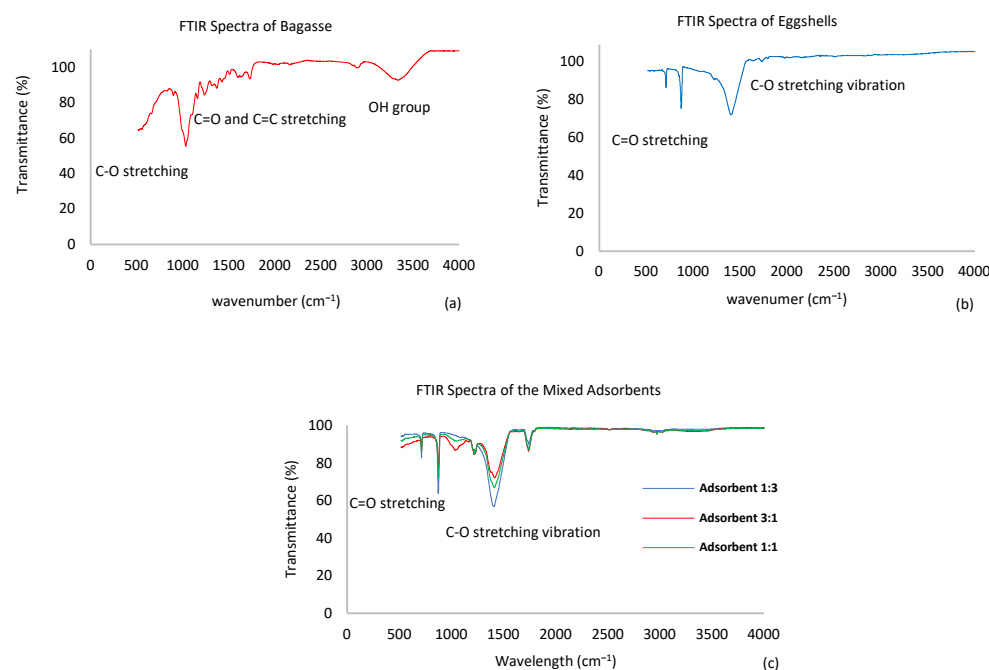 FTIR Spectra of Bagasse
Transmittance (%)
100
80
60
40
20
0
C=O and C=C stretching
OH group
C-O stretching
0 500 1000 1500 2000 2500 3000 3500 4000
wavenumber (cm⁻¹)
(a)
FTIR Spectra of Eggshells
Transmittance (%)
100
80
60
40
20
0
C-O stretching vibration
C=O stretching
0 500 1000 1500 2000 2500 3000 3500 4000
wavenumer (cm⁻¹)
(b)
FTIR Spectra of the Mixed Adsorbents
Transmittance (%)
100
80
60
40
20
0
C=O stretching
C-O stretching vibration
Adsorbent 1:3
Adsorbent 3:1
Adsorbent 1:1
0 500 1000 1500 2000 2500 3000 3500 4000
Wavelength (cm⁻¹)
(c)